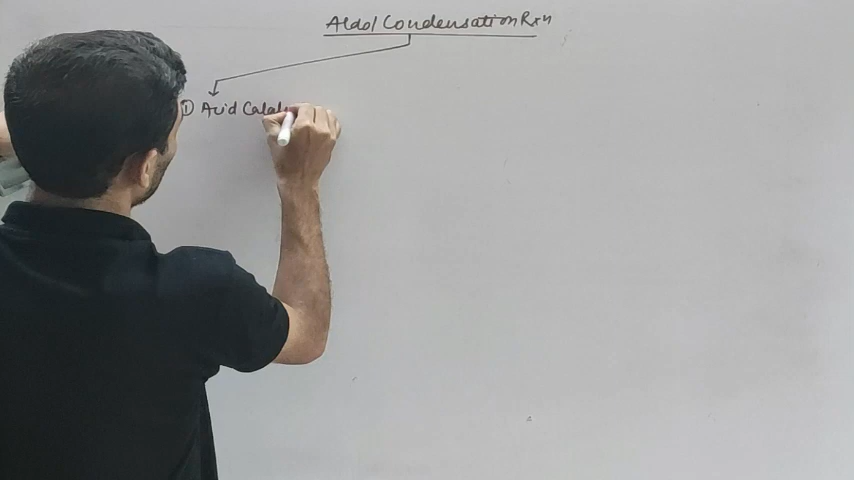 Aldol Condensation Rxn
① Acid Catal